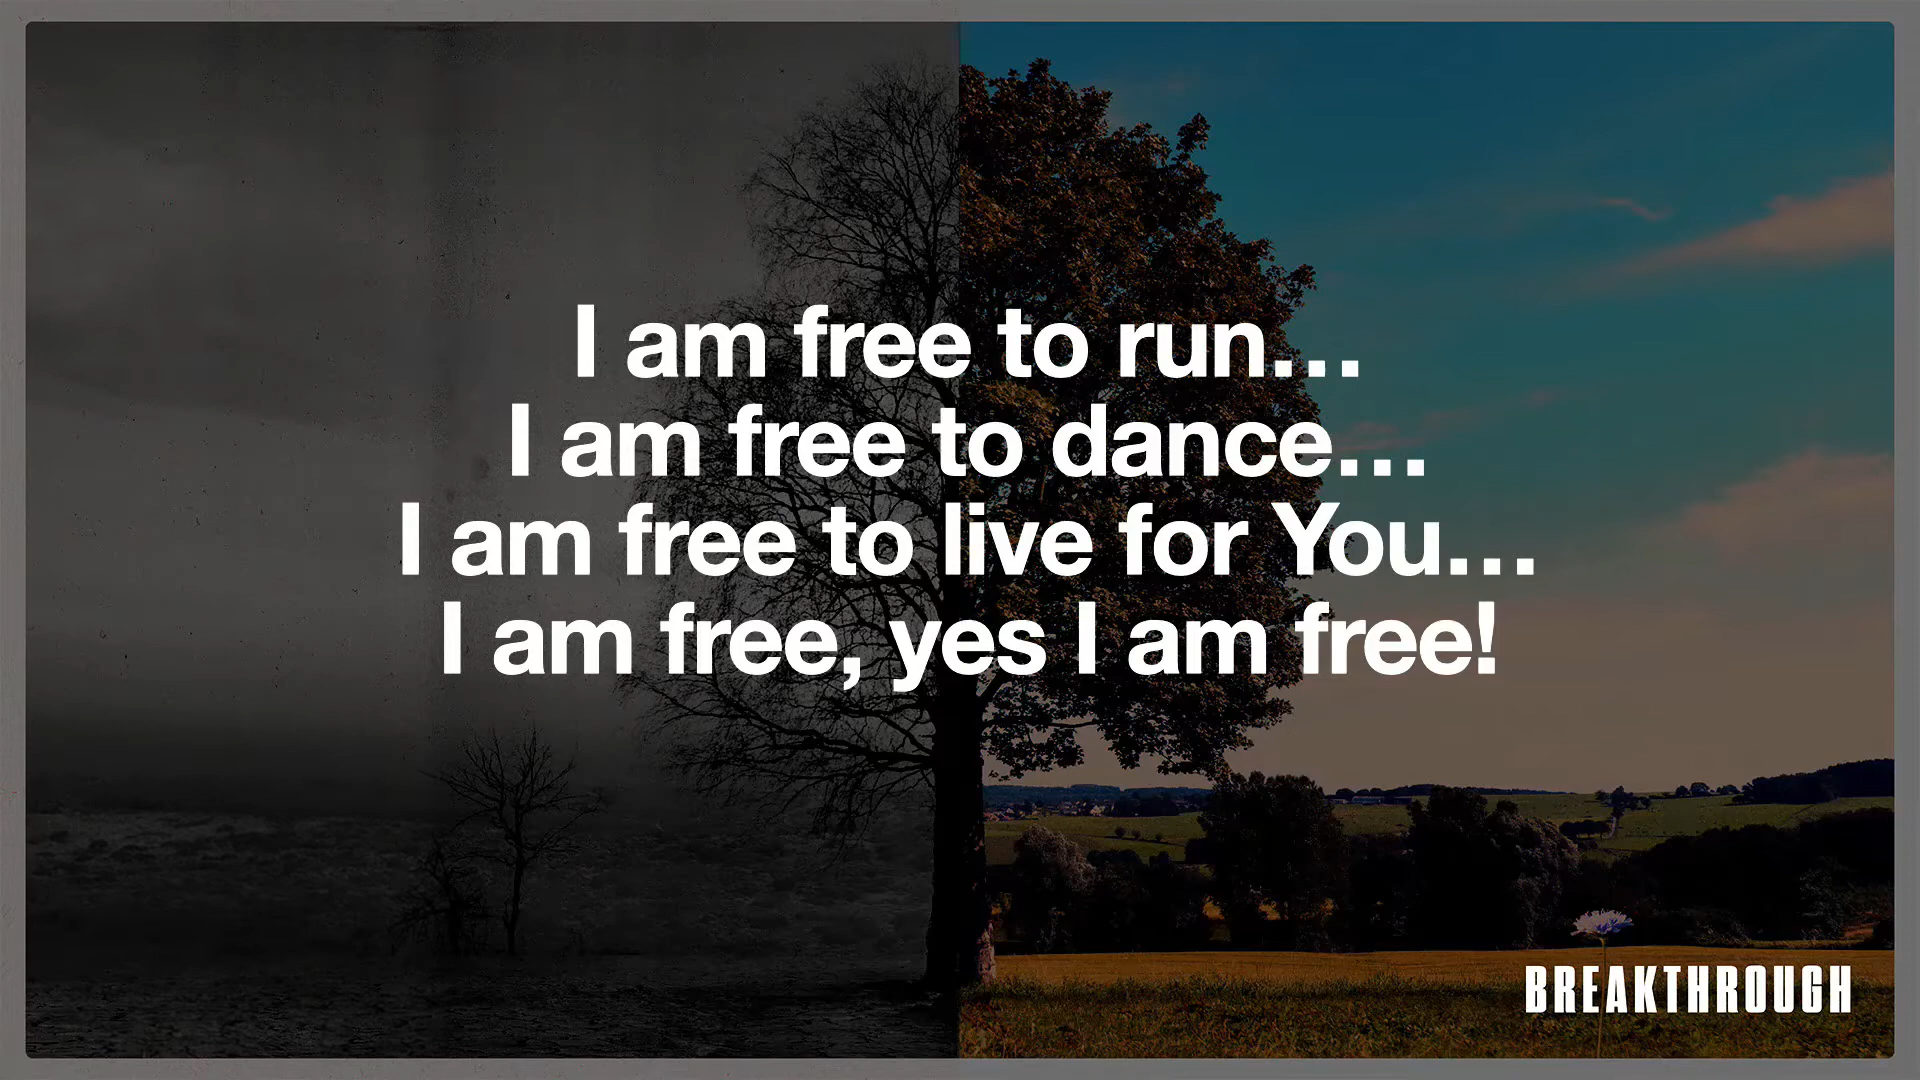 I am free to run…
I am free to dance…
I am free to live for You…
I am free, yes I am free!
BREAKTHROUGH